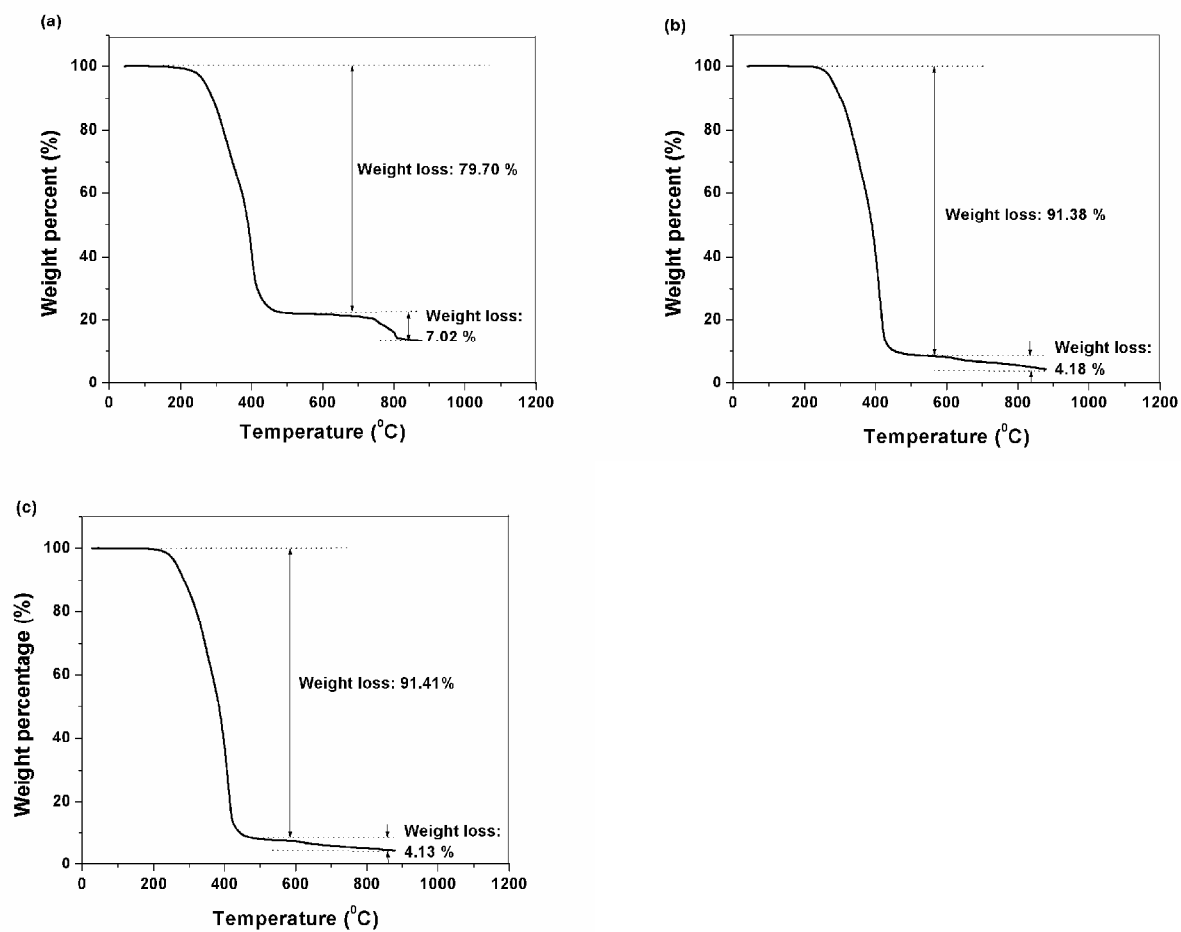 (a)
100
80
60
40
20
0
Weight percent (%)
Weight loss: 79.70 %
Weight loss:
7.02 %
0 200 400 600 800 1000 1200
Temperature (⁰C)
(b)
100
80
60
40
20
0
Weight percent (%)
Weight loss: 91.38 %
Weight loss:
4.18 %
0 200 400 600 800 1000 1200
Temperature (⁰C)
(c)
100
80
60
40
20
0
Weight percentage (%)
Weight loss: 91.41%
Weight loss:
4.13 %
0 200 400 600 800 1000 1200
Temperature (⁰C)